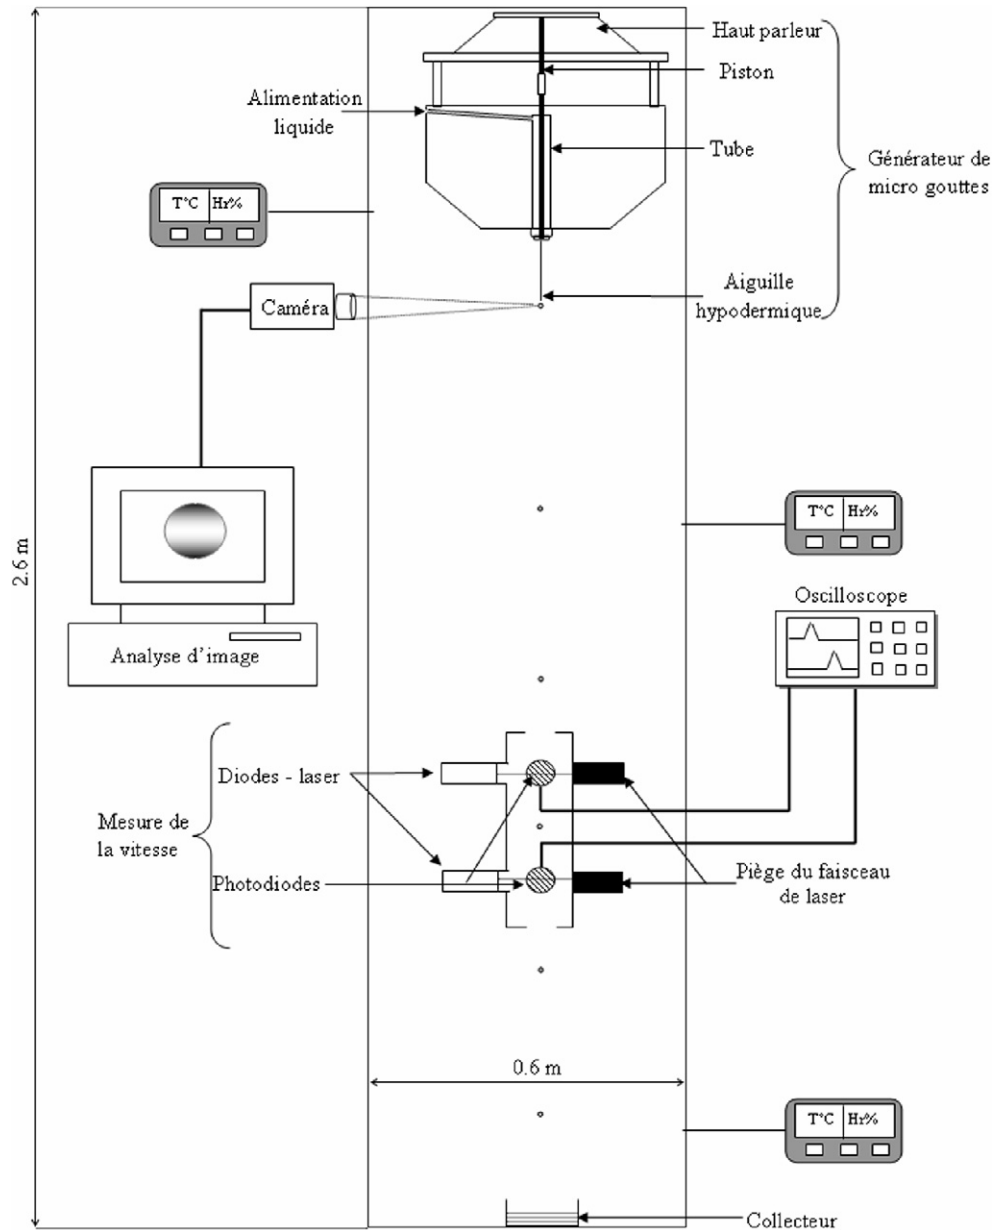 Haut parleur
Piston
Alimentation
liquide
Tube
Générateur de
micro gouttes
T°C Hr%
Aiguille
hypodermique
Caméra
2.6 m
T°C Hr%
Oscilloscope
Analyse d'image
Diodes - laser
Mesure de
la vitesse
Photodiodes
Piège du faisceau
de laser
0.6 m
T°C Hr%
Collecteur